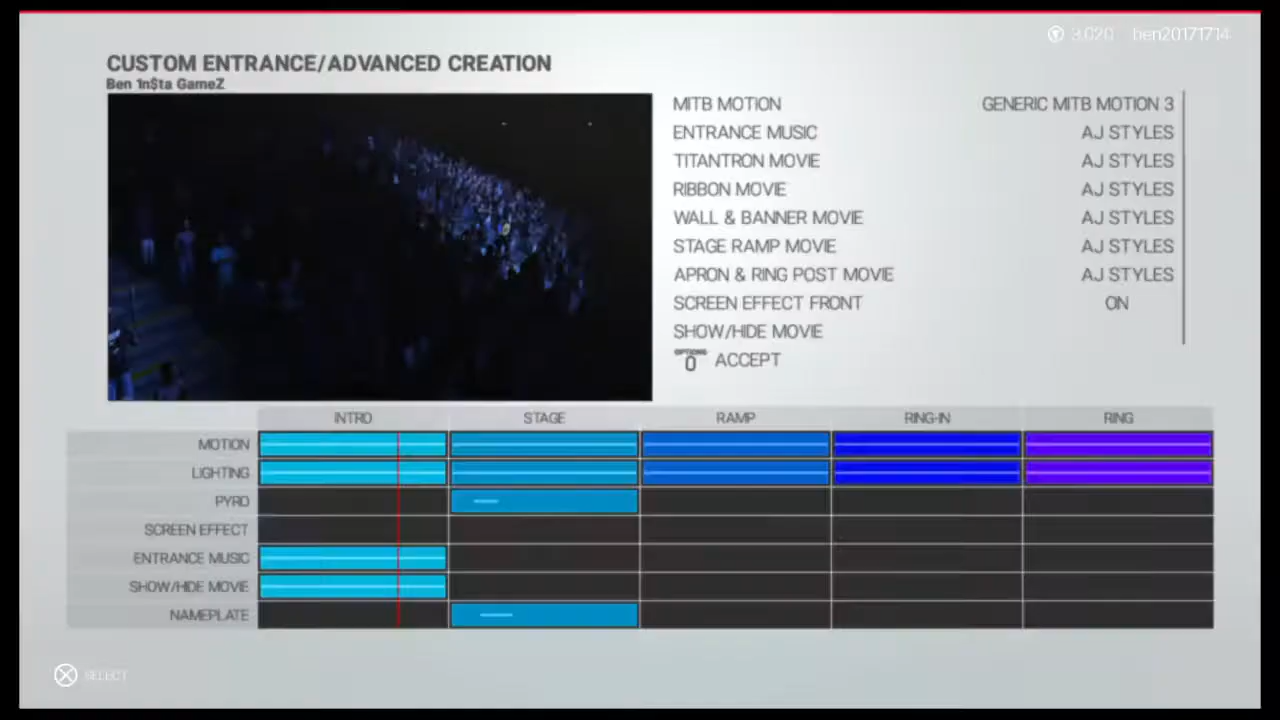 3,020 ben20171714
CUSTOM ENTRANCE/ADVANCED CREATION
Ben 1n$ta GameZ
MITB MOTION GENERIC MITB MOTION 3
ENTRANCE MUSIC AJ STYLES
TITANTRON MOVIE AJ STYLES
RIBBON MOVIE AJ STYLES
WALL & BANNER MOVIE AJ STYLES
STAGE RAMP MOVIE AJ STYLES
APRON & RING POST MOVIE AJ STYLES
SCREEN EFFECT FRONT ON
SHOW/HIDE MOVIE
OPTIONS ACCEPT
INTRO STAGE RAMP RING-IN RING
MOTION
LIGHTING
PYRO
SCREEN EFFECT
ENTRANCE MUSIC
SHOW/HIDE MOVIE
NAMEPLATE
SELECT